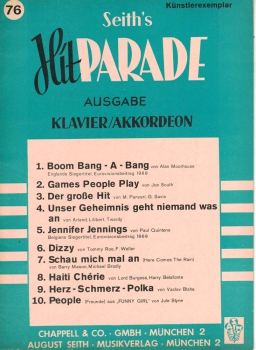 76
Künstlerexemplar
Seith's
Hit PARADE
AUSGABE
KLAVIER/AKKORDEON
1. Boom Bang - A - Bang von Alan Moorhouse
Englands Siegertitel, Eurovisionsbeitrag 1969
2. Games People Play von Joe South
3. Der große Hit von M. Panzeri, G. Savio
4. Unser Geheimnis geht niemand was
an von Arland, Lilibert, Twardy
5. Jennifer Jennings von Paul Quintens
Belgiens Siegertitel, Eurovisionsbeitrag 1969
6. Dizzy von Tommy Roe, F. Weller
7. Schau mich mal an (Here Comes The Rain)
von Barry Mason, Michael Brady
8. Haiti Chérie von Lord Burgess, Harry Belafonte
9. Herz-Schmerz-Polka von Vaclav Blaha
10. People (Freunde) aus „FUNNY GIRL" von Jule Styne
CHAPPELL & CO. - GMBH - MÜNCHEN 2
AUGUST SEITH - MUSIKVERLAG - MÜNCHEN 2